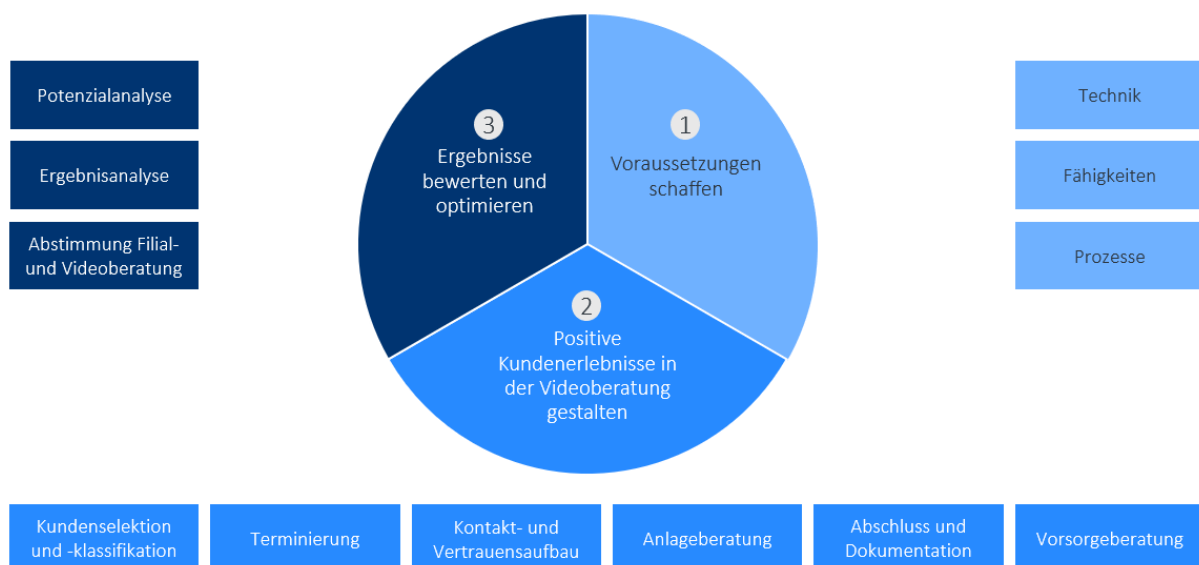 Potenzialanalyse
Ergebnisanalyse
Abstimmung Filial-
und Videoberatung
3
Ergebnisse
bewerten und
optimieren
1
Voraussetzungen
schaffen
2
Positive
Kundenerlebnisse in
der Videoberatung
gestalten
Technik
Fähigkeiten
Prozesse
Kundenselektion
und -klassifikation
Terminierung
Kontakt- und
Vertrauensaufbau
Anlageberatung
Abschluss und
Dokumentation
Vorsorgeberatung